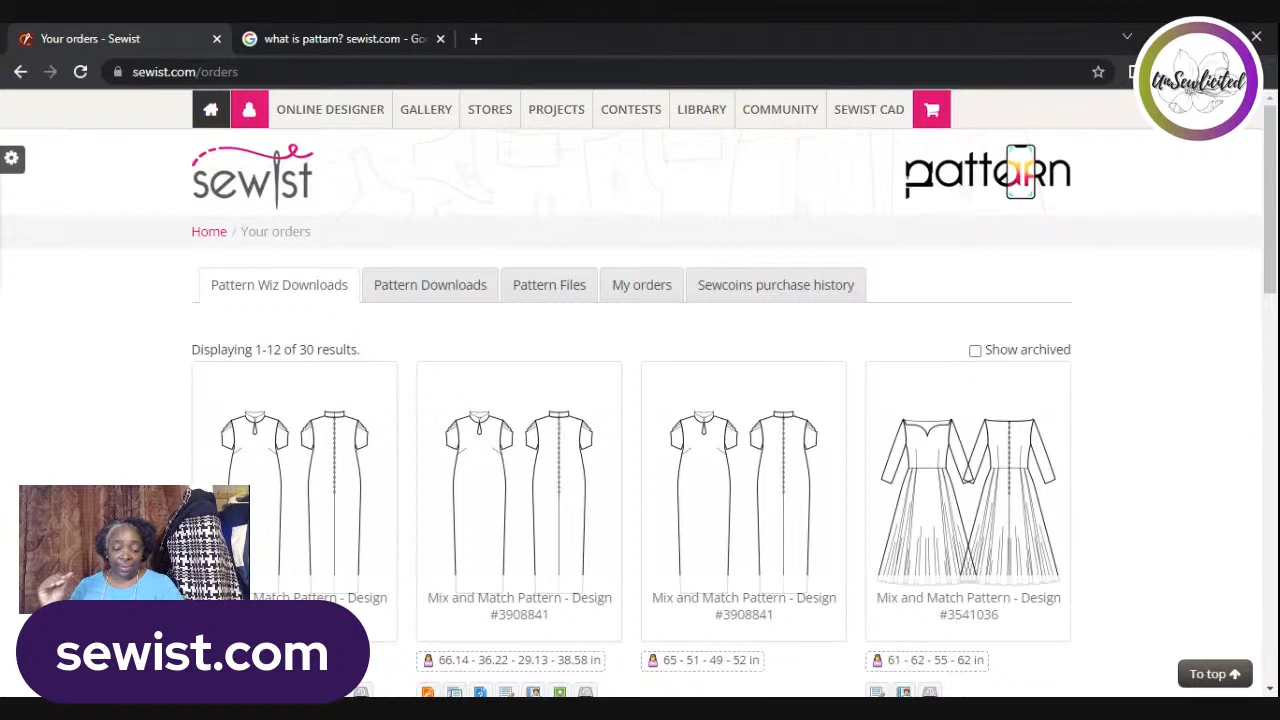 Your orders - Sewist
what is pattarn? sewist.com - Go
sewist.com/orders
UnSewlicited
ONLINE DESIGNER
GALLERY
STORES
PROJECTS
CONTESTS
LIBRARY
COMMUNITY
SEWIST CAD
sewist
pattarn
Home / Your orders
Pattern Wiz Downloads
Pattern Downloads
Pattern Files
My orders
Sewcoins purchase history
Displaying 1-12 of 30 results.
Show archived
Match Pattern - Design
Mix and Match Pattern - Design
#3908841
Mix and Match Pattern - Design
#3908841
Mix and Match Pattern - Design
#3541036
66.14 - 36.22 - 29.13 - 38.58 in
65 - 51 - 49 - 52 in
61 - 62 - 55 - 62 in
To top
sewist.com